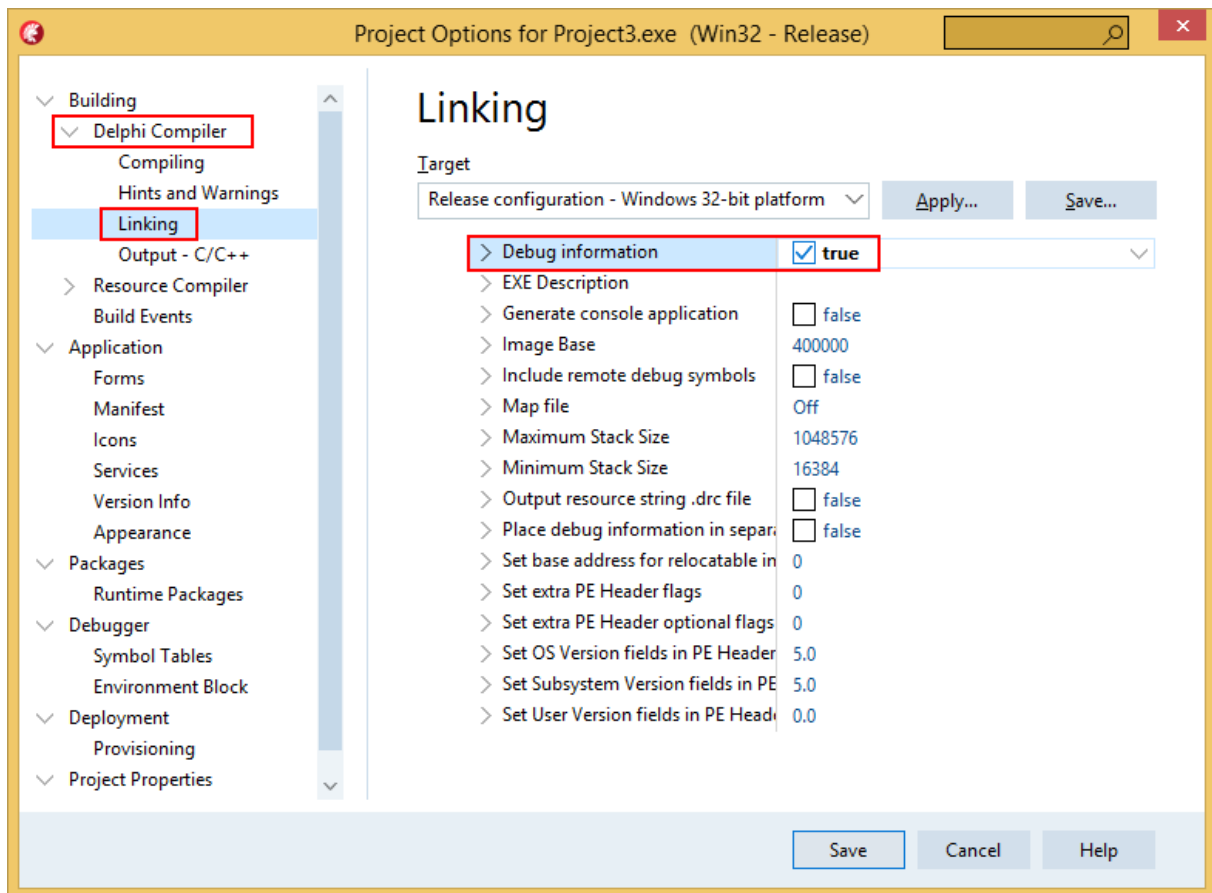 Project Options for Project3.exe (Win32 - Release)
Building
Delphi Compiler
Compiling
Hints and Warnings
Linking
Output - C/C++
Resource Compiler
Build Events
Application
Forms
Manifest
Icons
Services
Version Info
Appearance
Packages
Runtime Packages
Debugger
Symbol Tables
Environment Block
Deployment
Provisioning
Project Properties
Linking
Target
Release configuration - Windows 32-bit platform Apply... Save...
Debug information true
EXE Description
Generate console application false
Image Base 400000
Include remote debug symbols false
Map file Off
Maximum Stack Size 1048576
Minimum Stack Size 16384
Output resource string .drc file false
Place debug information in separa false
Set base address for relocatable in 0
Set extra PE Header flags 0
Set extra PE Header optional flags 0
Set OS Version fields in PE Header 5.0
Set Subsystem Version fields in PE 5.0
Set User Version fields in PE Heade 0.0
Save Cancel Help